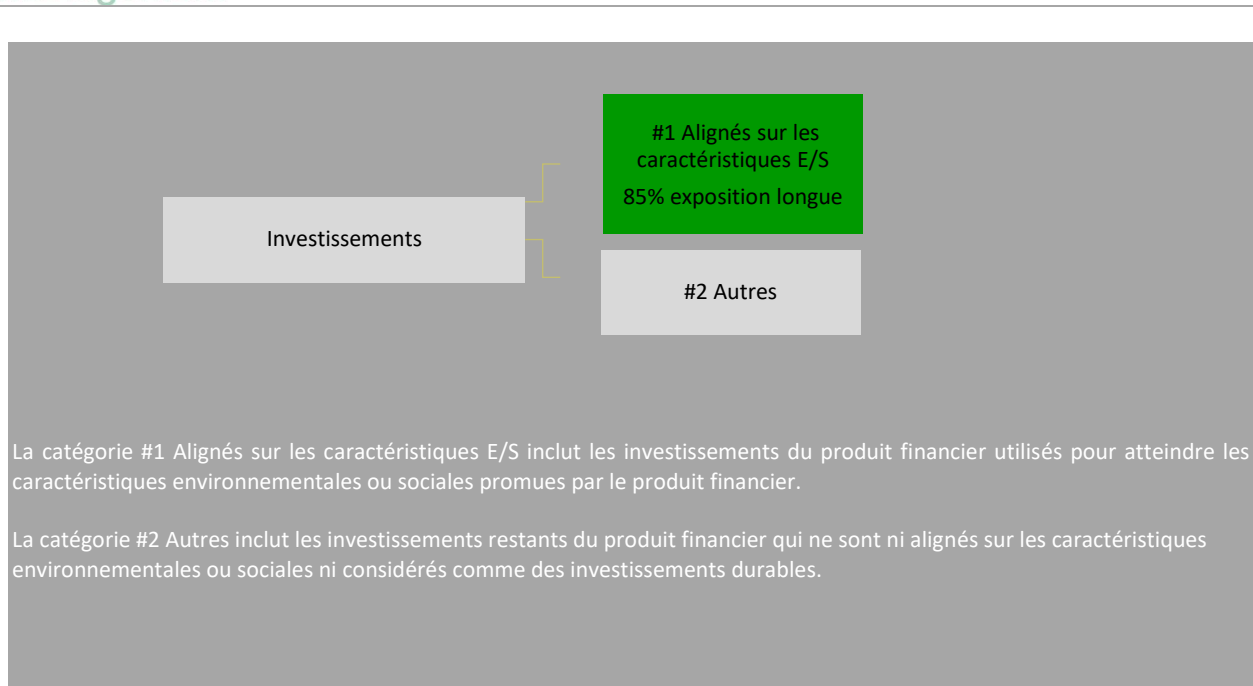 #1 Alignés sur les
caractéristiques E/S
85% exposition longue
Investissements
#2 Autres
La catégorie #1 Alignés sur les caractéristiques E/S inclut les investissements du produit financier utilisés pour atteindre les
caractéristiques environnementales ou sociales promues par le produit financier.
La catégorie #2 Autres inclut les investissements restants du produit financier qui ne sont ni alignés sur les caractéristiques
environnementales ou sociales ni considérés comme des investissements durables.